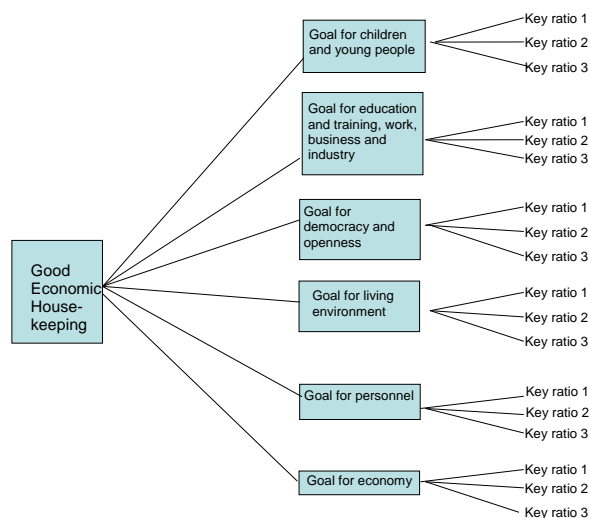 Good
Economic
House-
keeping
Goal for children
and young people
Key ratio 1
Key ratio 2
Key ratio 3
Goal for education
and training, work,
business and
industry
Key ratio 1
Key ratio 2
Key ratio 3
Goal for
democracy and
openness
Key ratio 1
Key ratio 2
Key ratio 3
Goal for living
environment
Key ratio 1
Key ratio 2
Key ratio 3
Goal for personnel
Key ratio 1
Key ratio 2
Key ratio 3
Goal for economy
Key ratio 1
Key ratio 2
Key ratio 3